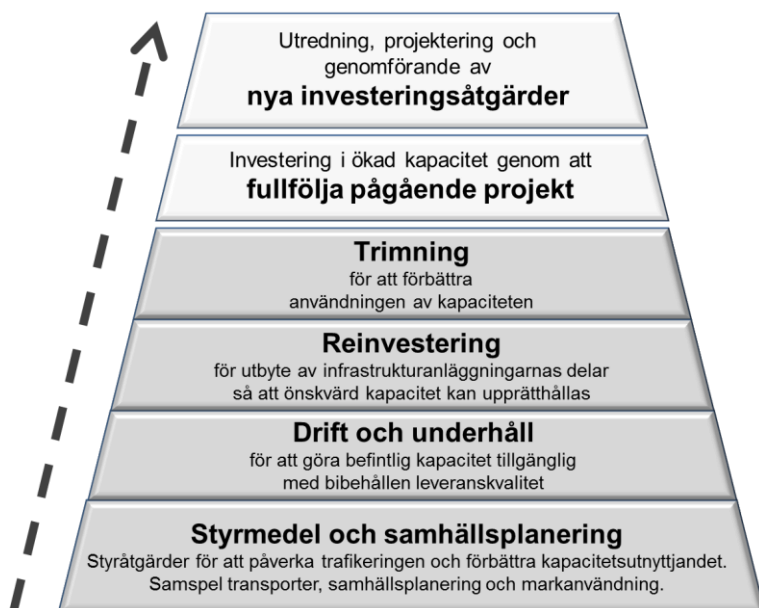 Utredning, projektering och
genomförande av
nya investeringsåtgärder
Investering i ökad kapacitet genom att
fullfölja pågående projekt
Trimning
för att förbättra
användningen av kapaciteten
Reinvestering
för utbyte av infrastrukturanläggningarnas delar
så att önskvärd kapacitet kan upprätthållas
Drift och underhåll
för att göra befintlig kapacitet tillgänglig
med bibehållen leveranskvalitet
Styrmedel och samhällsplanering
Styråtgärder för att påverka trafikeringen och förbättra kapacitetsutnyttjandet.
Samspel transporter, samhällsplanering och markanvändning.